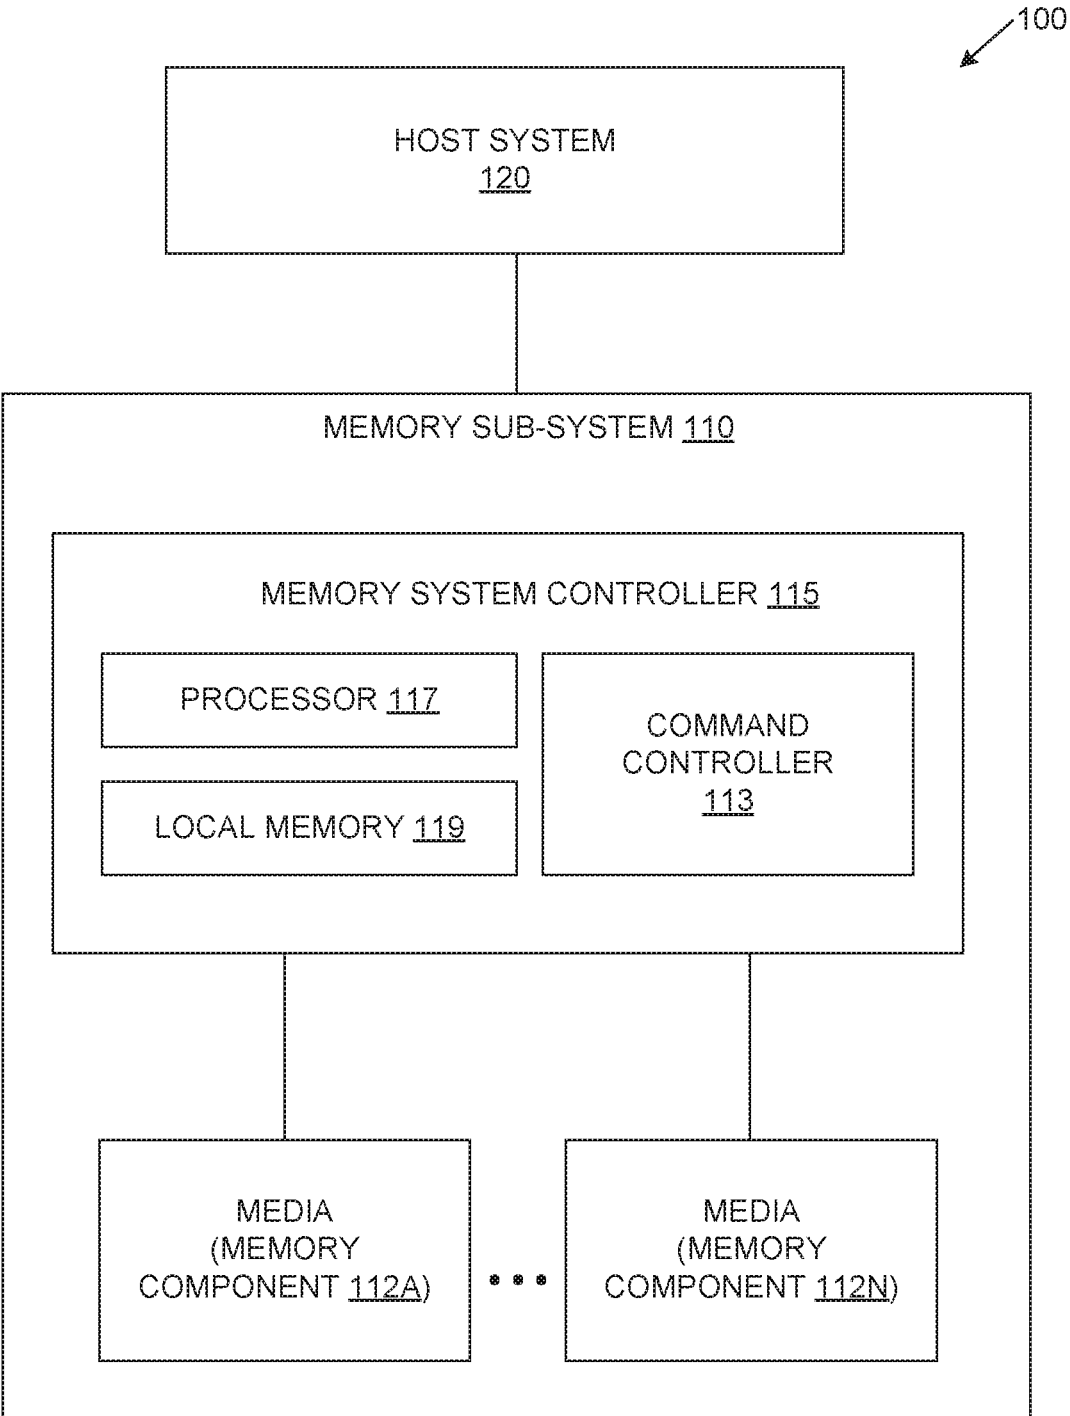 100
HOST SYSTEM
120
MEMORY SUB-SYSTEM 110
MEMORY SYSTEM CONTROLLER 115
PROCESSOR 117
LOCAL MEMORY 119
COMMAND
CONTROLLER
113
MEDIA
(MEMORY
COMPONENT 112A)
•••
MEDIA
(MEMORY
COMPONENT 112N)